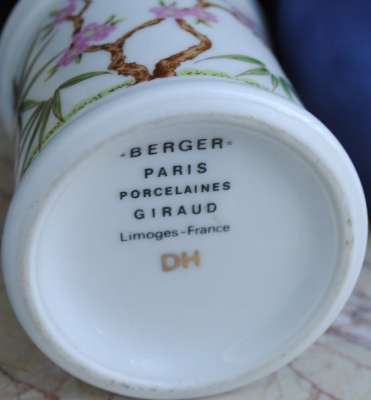 -BERGER-
PARIS
PORCELAINES
GIRAUD
Limoges-France
DH